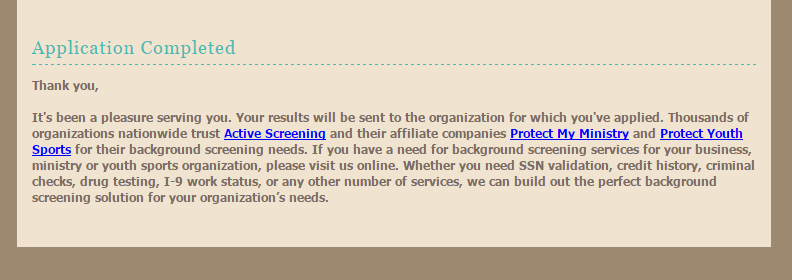 Application Completed
Thank you,
It's been a pleasure serving you. Your results will be sent to the organization for which you've applied. Thousands of
organizations nationwide trust Active Screening and their affiliate companies Protect My Ministry and Protect Youth
Sports for their background screening needs. If you have a need for background screening services for your business,
ministry or youth sports organization, please visit us online. Whether you need SSN validation, credit history, criminal
checks, drug testing, I-9 work status, or any other number of services, we can build out the perfect background
screening solution for your organization’s needs.